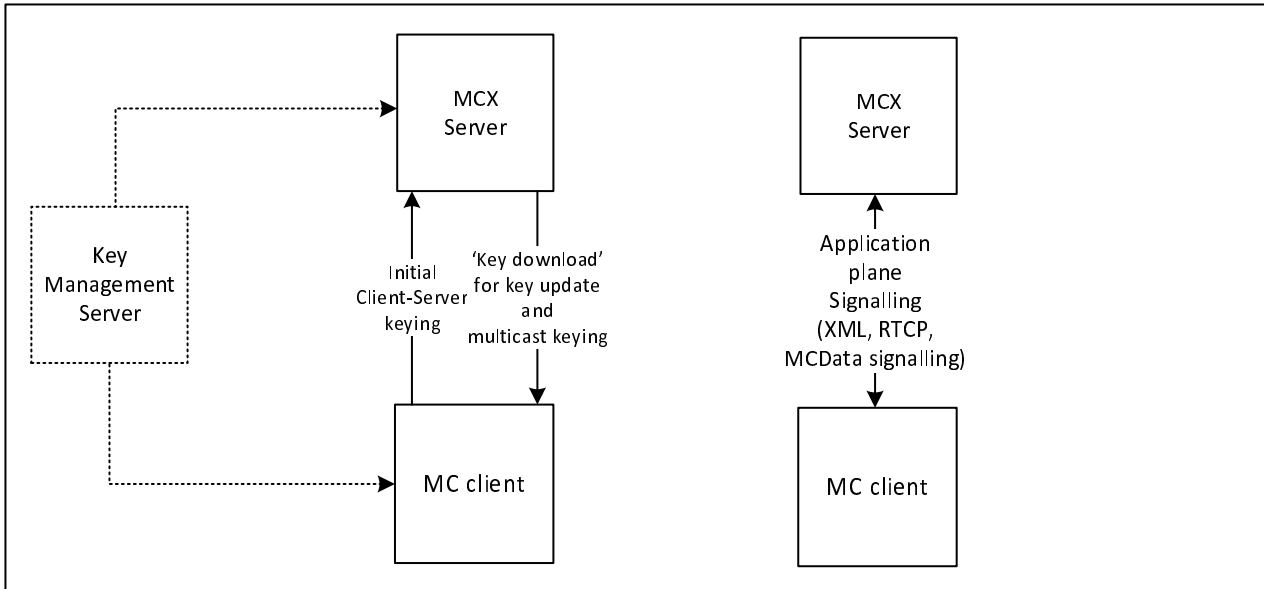 MCX
Server
MCX
Server
Key
Management
Server
Initial
Client-Server
keying
‘Key download’
for key update
and
multicast keying
Application
plane
Signalling
(XML, RTCP,
MCData signalling)
MC client
MC client